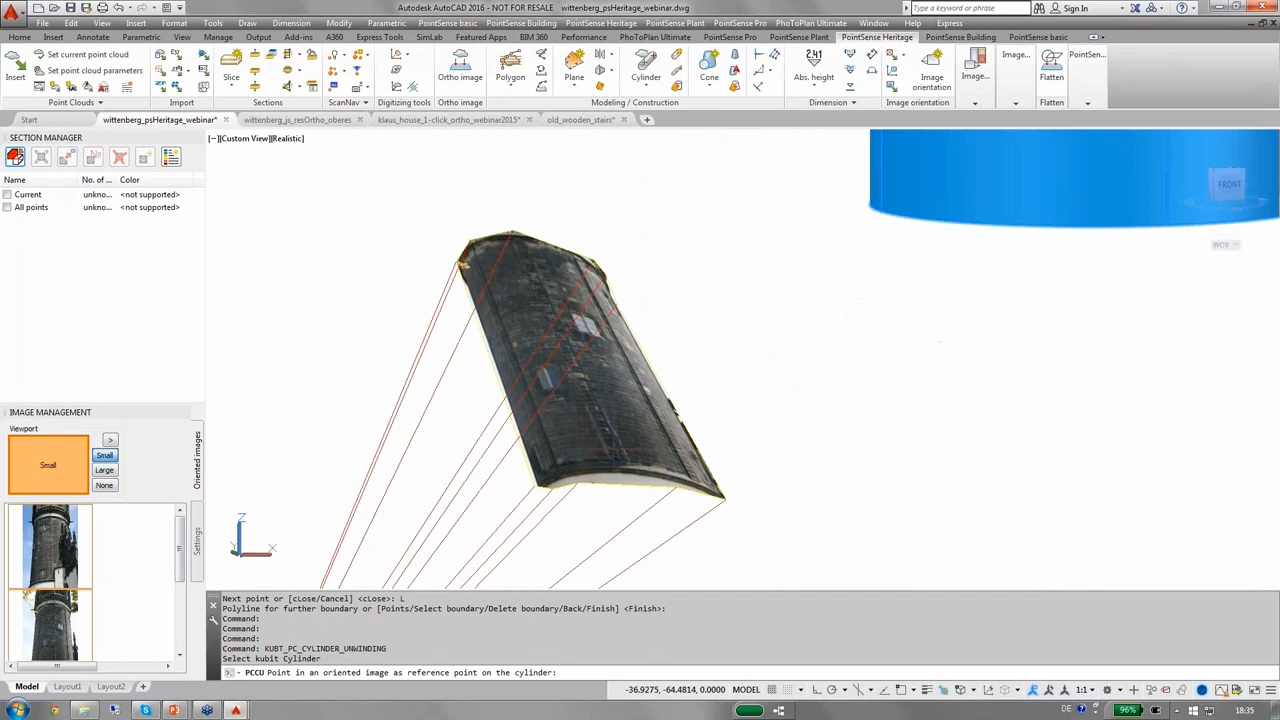 Autodesk AutoCAD 2016 - NOT FOR RESALE wittenberg_psHeritage_webinar.dwg
Type a keyword or phrase
Sign In
Home Insert Edit View Insert Format Tools Draw Dimension Modify Parametric PointSense basic PointSense Building PointSense Heritage PointSense Plant PointSense Pro PhoToPlan Ultimate Window Help Express
Home Insert Annotate Parametric View Manage Output Add-ins A360 Express Tools SimLab Featured Apps BIM 360 Performance PhoToPlan Ultimate PointSense Pro PointSense Plant PointSense Heritage PointSense Building PointSense basic
Set current point cloud
Set point cloud parameters
Insert
Slice
Ortho image
Polygon
Plane
Cylinder
Cone
2.41
Abs. height
Image orientation
Image...
Image...
Flatten
PointSen...
Point Clouds
Import
Sections
ScanNav
Digitizing tools
Ortho image
Modeling / Construction
Dimension
Image orientation
Flatten
Start
wittenberg_psHeritage_webinar*
wittenberg_js_resOrtho_oberes
klaus_house_1-click_ortho_webinar2015*
old_wooden_stairs*
SECTION MANAGER
[−][Custom View][Realistic]
Name No. of ... Color
Current unkno... <not supported>
All points unkno... <not supported>
FRONT
WCS
IMAGE MANAGEMENT
Viewport
Small
>
Small
Large
None
Oriented images
Settings
Z
X
Y
Next point or [cLose/Cancel] <cLose>: L
Polyline for further boundary or [Points/Select boundary/Delete boundary/Back/Finish] <Finish>:
Command:
Command:
Command:
Command: KUBT_PC_CYLINDER_UNWINDING
Select kubit Cylinder
PCCU Point in an oriented image as reference point on the cylinder:
Model Layout1 Layout2
-36.9275, -64.4814, 0.0000 MODEL
1:1
DE
96%
18:35